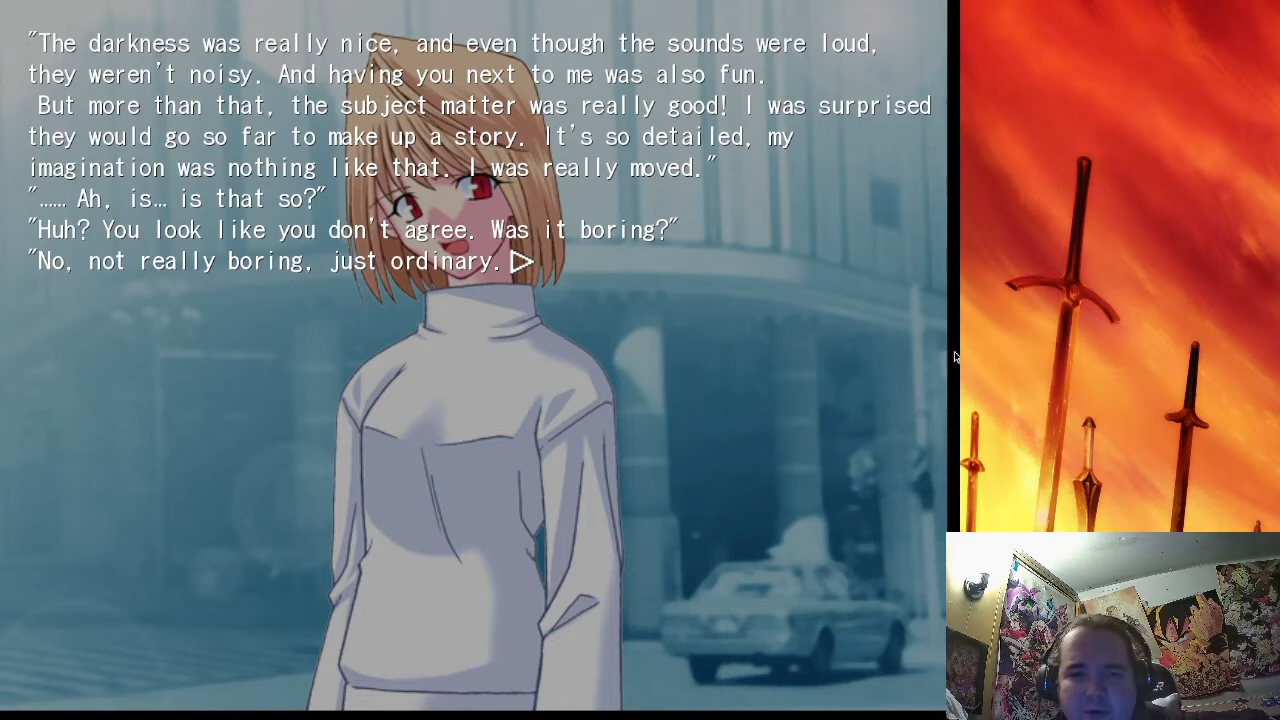 "The darkness was really nice, and even though the sounds were loud,
they weren't noisy. And having you next to me was also fun.
But more than that, the subject matter was really good! I was surprised
they would go so far to make up a story. It's so detailed, my
imagination was nothing like that. I was really moved."
"…… Ah, is… is that so?"
"Huh? You look like you don't agree. Was it boring?"
"No, not really boring, just ordinary.